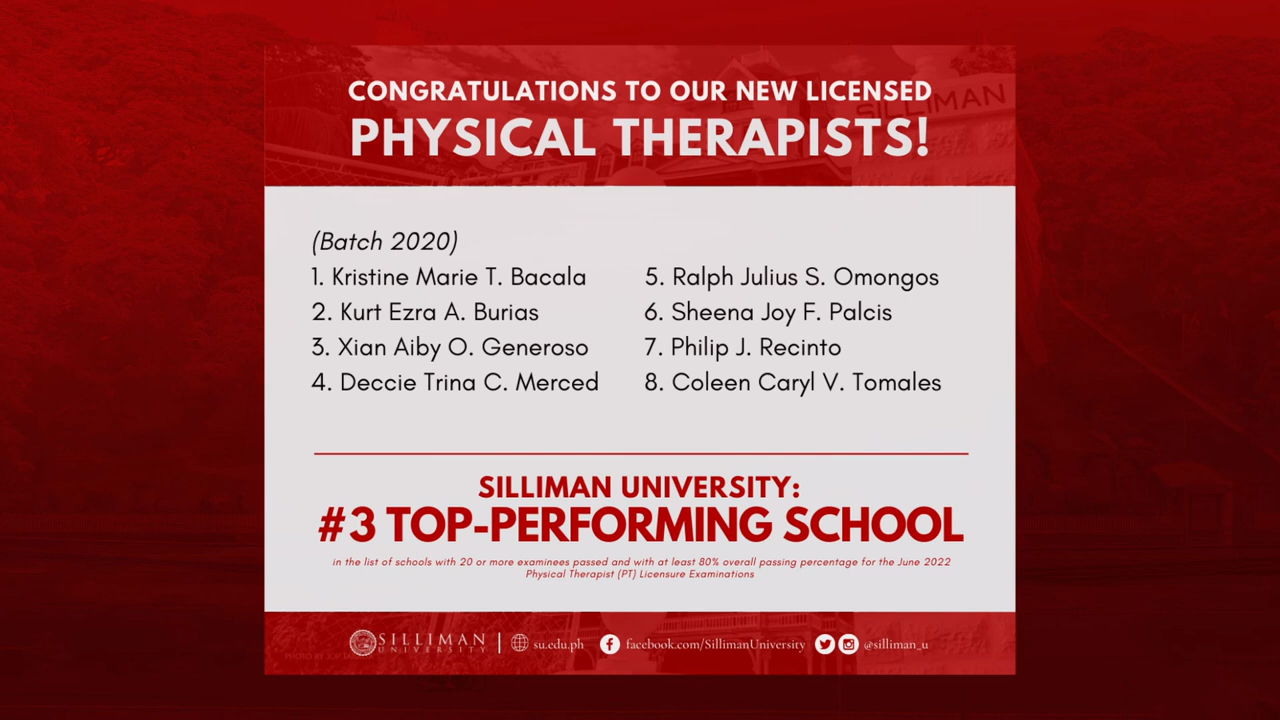 CONGRATULATIONS TO OUR NEW LICENSED
PHYSICAL THERAPISTS!
SILLIMAN
(Batch 2020)
1. Kristine Marie T. Bacala
2. Kurt Ezra A. Burias
3. Xian Aiby O. Generoso
4. Deccie Trina C. Merced
5. Ralph Julius S. Omongos
6. Sheena Joy F. Palcis
7. Philip J. Recinto
8. Coleen Caryl V. Tomales
SILLIMAN UNIVERSITY:
#3 TOP-PERFORMING SCHOOL
in the list of schools with 20 or more examinees passed and with at least 80% overall passing percentage for the June 2022
Physical Therapist (PT) Licensure Examinations
SILLIMAN
UNIVERSITY
su.edu.ph
facebook.com/SillimanUniversity
@silliman_u